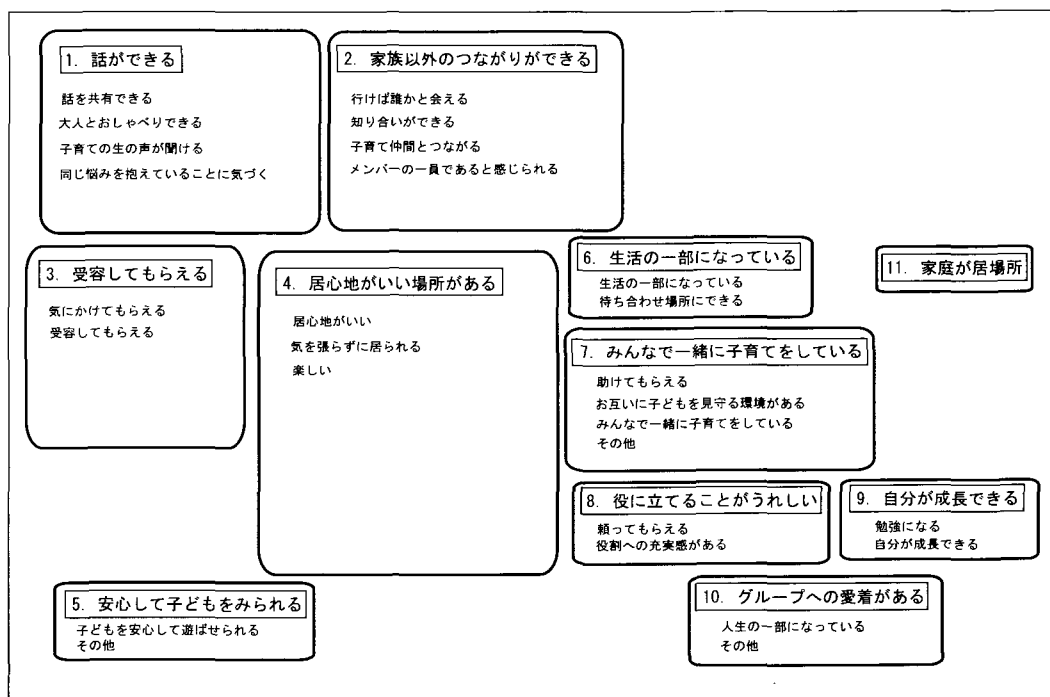 1. 話ができる
話を共有できる
大人とおしゃべりできる
子育ての生の声が聞ける
同じ悩みを抱えていることに気づく
2. 家族以外のつながりができる
行けば誰かと会える
知り合いができる
子育て仲間とつながる
メンバーの一員であると感じられる
3. 受容してもらえる
気にかけてもらえる
受容してもらえる
4. 居心地がいい場所がある
居心地がいい
気を張らずに居られる
楽しい
5. 安心して子どもをみられる
子どもを安心して遊ばせられる
その他
6. 生活の一部になっている
生活の一部になっている
待ち合わせ場所にできる
7. みんなで一緒に子育てをしている
助けてもらえる
お互いに子どもを見守る環境がある
みんなで一緒に子育てをしている
その他
8. 役に立てることがうれしい
頼ってもらえる
役割への充実感がある
9. 自分が成長できる
勉強になる
自分が成長できる
10. グループへの愛着がある
人生の一部になっている
その他
11. 家庭が居場所